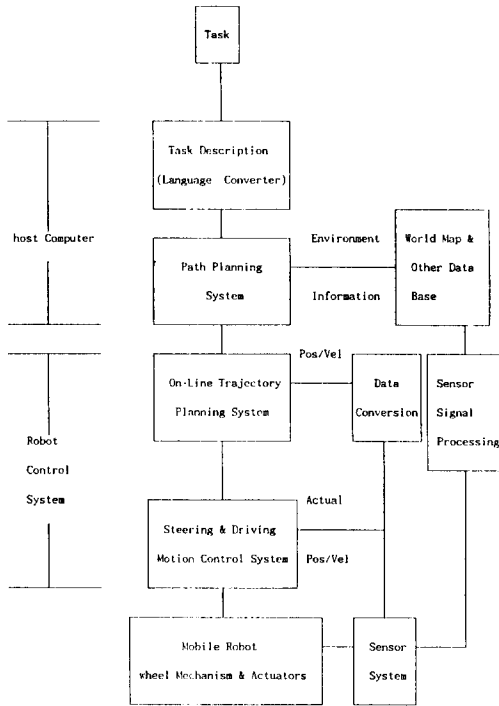 Task
Task Description
(Language Converter)
host Computer
Environment
World Map &
Path Planning
Other Data
System
Information
Base
Pos/Vel
On-Line Trajectory
Data
Sensor
Planning System
Conversion
Signal
Processing
Robot
Control
System
Actual
Steering & Driving
Motion Control System
Pos/Vel
Mobile Robot
Sensor
wheel Mechanism & Actuators
System